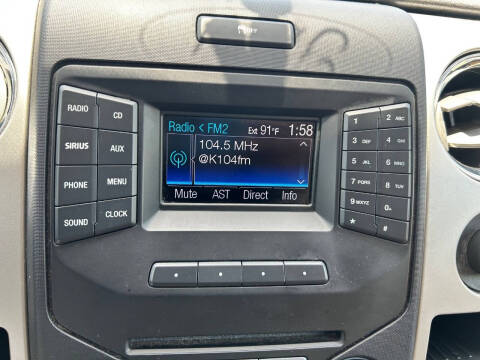 OFF
RADIO CD
SIRIUS AUX
PHONE MENU
SOUND CLOCK
Radio < FM2 Ext 91°F 1:58
104.5 MHz
@K104fm
Mute AST Direct Info
1 2 ABC
3 DEF 4 GHI
5 JKL 6 MNO
7 PQR 8 TUV
9 WXYZ 0
* #